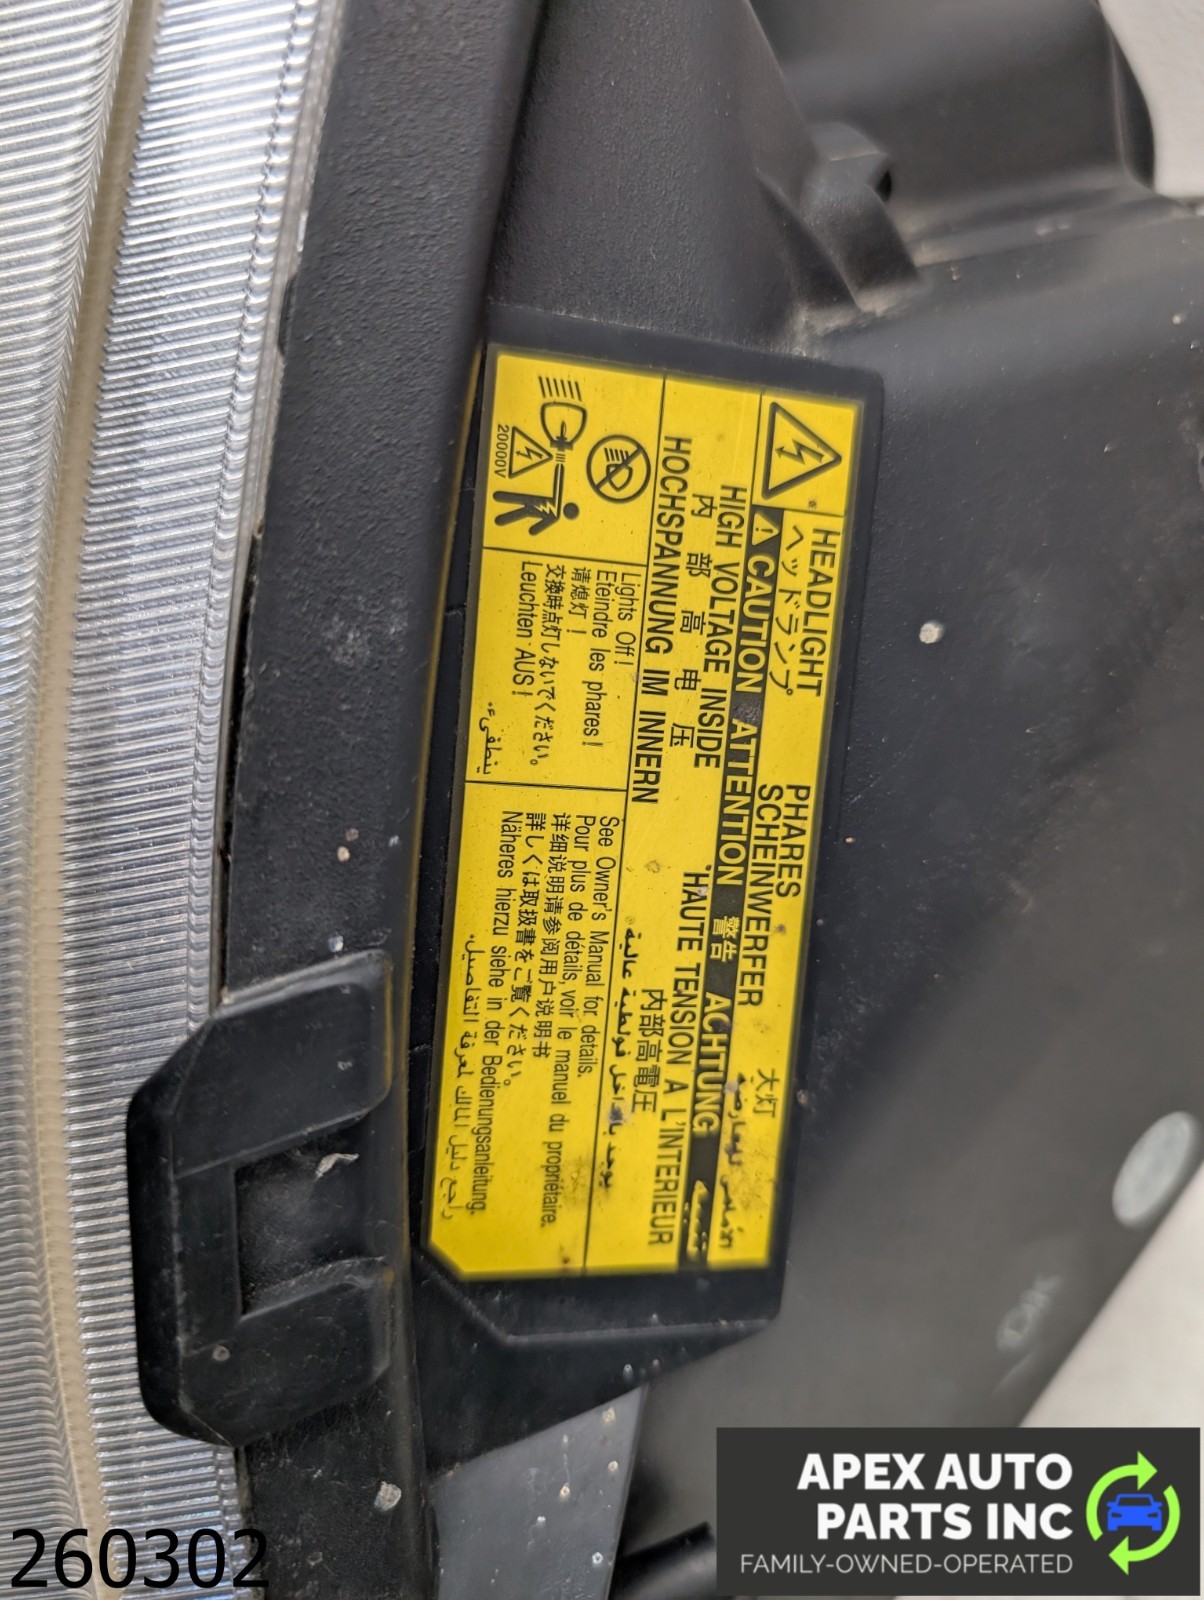 HEADLIGHT PHARES 大灯
ヘッドランプ SCHEINWERFER
CAUTION ATTENTION 警告 ACHTUNG
HIGH VOLTAGE INSIDE HAUTE TENSION A L'INTERIEUR
内部高电压 内部高電圧
HOCHSPANNUNG IM INNERN
20000V
Lights Off!
Eteindre les phares!
请熄灯!
交換時点灯しないでください。
Leuchten AUS!
See Owner's Manual for details.
Pour plus de détails, voir le manuel du propriétaire.
详细说明请参阅用户说明书
詳しくは取扱書をご覧ください。
Näheres hierzu siehe in der Bedienungsanleitung.
راجع دليل المالك لمعرفة التفاصيل.
260302
APEX AUTO
PARTS INC
FAMILY-OWNED-OPERATED